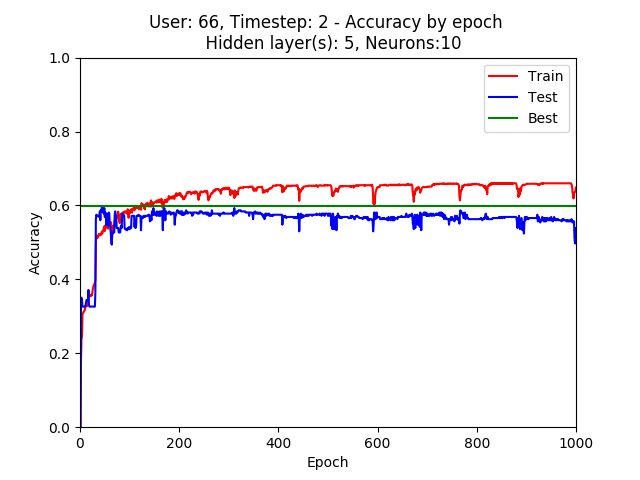 User: 66, Timestep: 2 - Accuracy by epoch
Hidden layer(s): 5, Neurons:10
1.0
0.8
0.6
0.4
0.2
0.0
Accuracy
Train
Test
Best
0 200 400 600 800 1000
Epoch